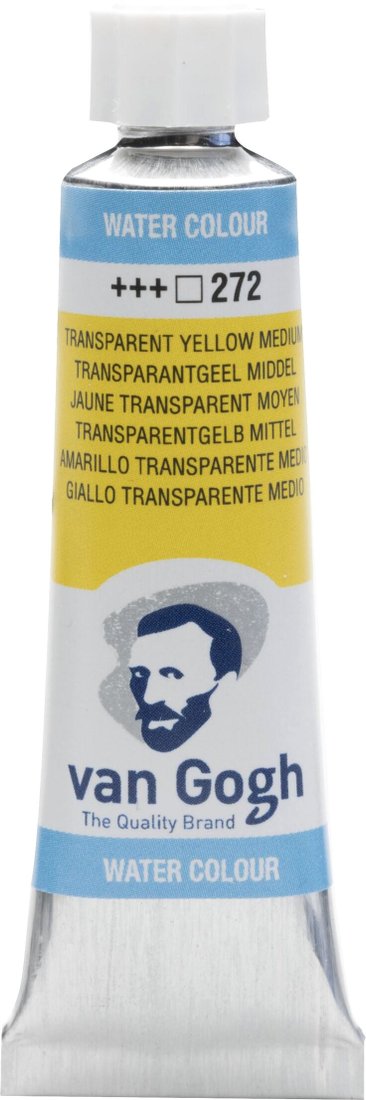 WATER COLOUR
+++ □ 272
TRANSPARENT YELLOW MEDIUM
TRANSPARANTGEEL MIDDEL
JAUNE TRANSPARENT MOYEN
TRANSPARENTGELB MITTEL
AMARILLO TRANSPARENTE MEDIO
GIALLO TRANSPARENTE MEDIO
van Gogh
The Quality Brand
WATER COLOUR